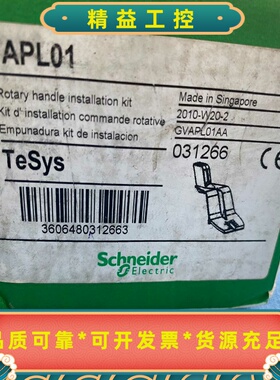 精益工控
APL01
Rotary handle installation kit
Kit d'installation commande rotative
Empunadura kit de instalacion
Made in Singapore
2010-W20-2
GVAPL01AA
TeSys
031266
3606480312663
Schneider
Electric
品质可靠*可开发票*货源充足